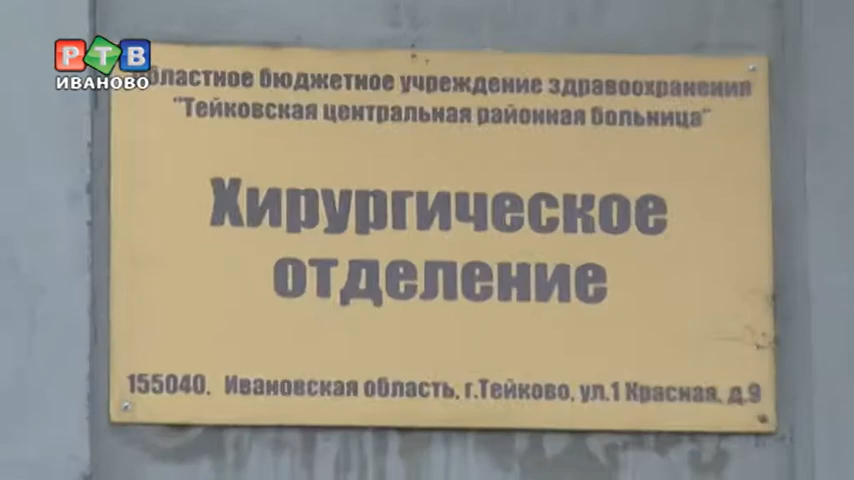 РТВ
ИВАНОВО
Областное бюджетное учреждение здравоохранения
"Тейковская центральная районная больница"
Хирургическое
отделение
155040, Ивановская область, г.Тейково, ул.1 Красная, д.9